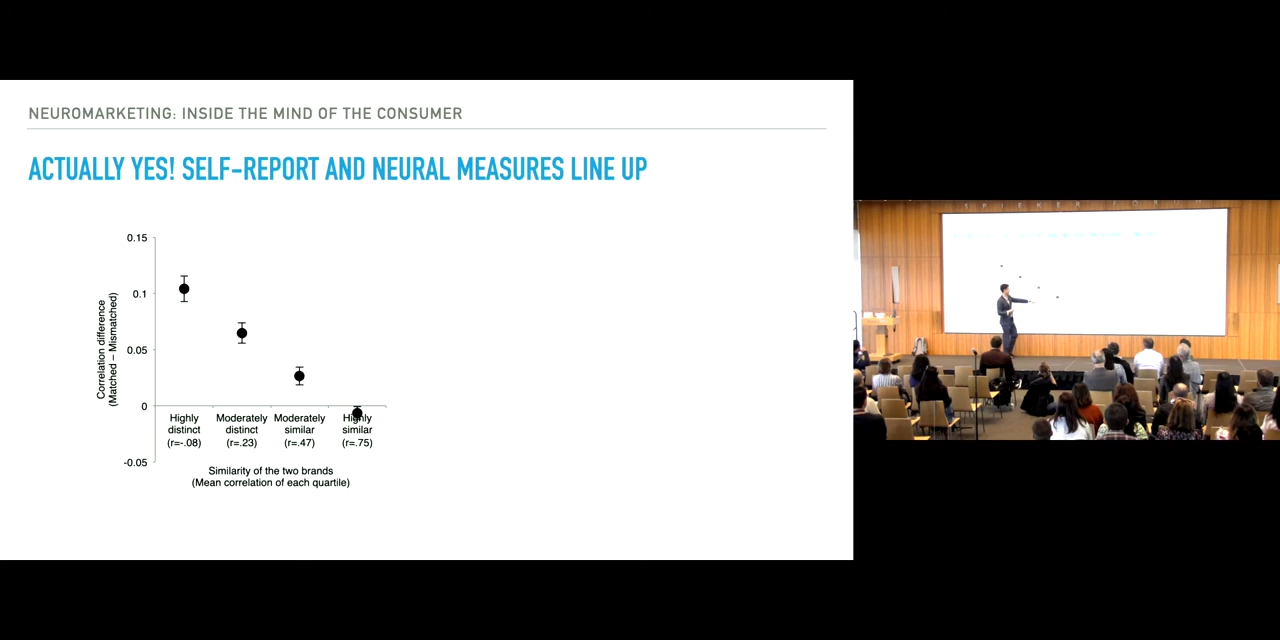 NEUROMARKETING: INSIDE THE MIND OF THE CONSUMER
ACTUALLY YES! SELF-REPORT AND NEURAL MEASURES LINE UP
0.15
0.1
0.05
0
-0.05
Correlation difference
(Matched – Mismatched)
Highly
distinct
(r=-.08)
Moderately
distinct
(r=.23)
Moderately
similar
(r=.47)
Highly
similar
(r=.75)
Similarity of the two brands
(Mean correlation of each quartile)
SPIEKER FORUM